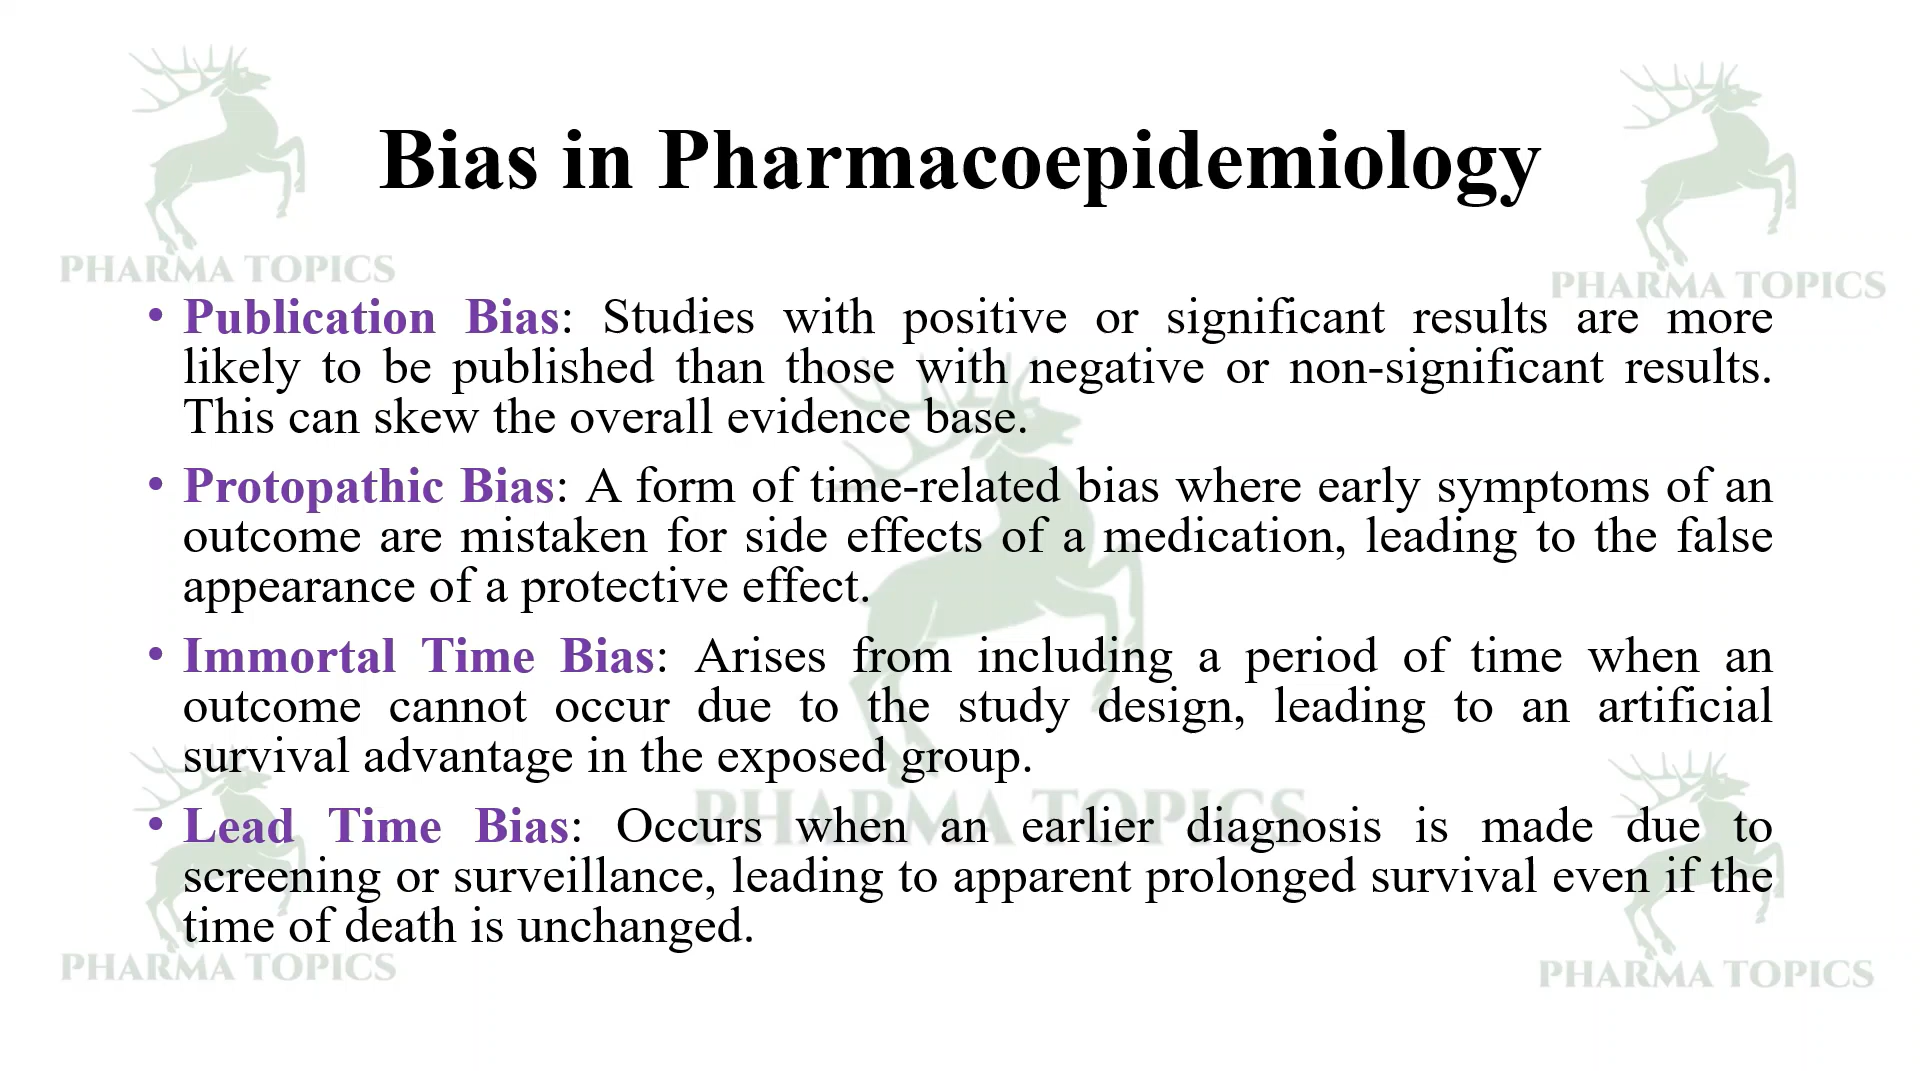 PHARMA TOPICS
PHARMA TOPICS
Bias in Pharmacoepidemiology
• Publication Bias: Studies with positive or significant results are more
likely to be published than those with negative or non-significant results.
This can skew the overall evidence base.
• Protopathic Bias: A form of time-related bias where early symptoms of an
outcome are mistaken for side effects of a medication, leading to the false
appearance of a protective effect.
• Immortal Time Bias: Arises from including a period of time when an
outcome cannot occur due to the study design, leading to an artificial
survival advantage in the exposed group.
PHARMA TOPICS
• Lead Time Bias: Occurs when an earlier diagnosis is made due to
screening or surveillance, leading to apparent prolonged survival even if the
time of death is unchanged.
PHARMA TOPICS
PHARMA TOPICS